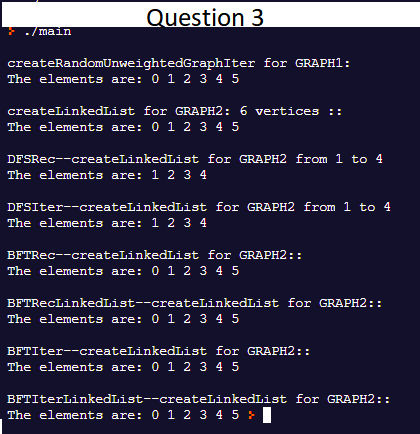 Question 3
> ./main
createRandomUnweightedGraphIter for GRAPH1:
The elements are: 0 1 2 3 4 5
createLinkedList for GRAPH2: 6 vertices ::
The elements are: 0 1 2 3 4 5
DFSRec--createLinkedList for GRAPH2 from 1 to 4
The elements are: 1 2 3 4
DFSIter--createLinkedList for GRAPH2 from 1 to 4
The elements are: 1 2 3 4
BFTRec--createLinkedList for GRAPH2::
The elements are: 0 1 2 3 4 5
BFTRecLinkedList--createLinkedList for GRAPH2::
The elements are: 0 1 2 3 4 5
BFTIter--createLinkedList for GRAPH2::
The elements are: 0 1 2 3 4 5
BFTIterLinkedList--createLinkedList for GRAPH2::
The elements are: 0 1 2 3 4 5 >